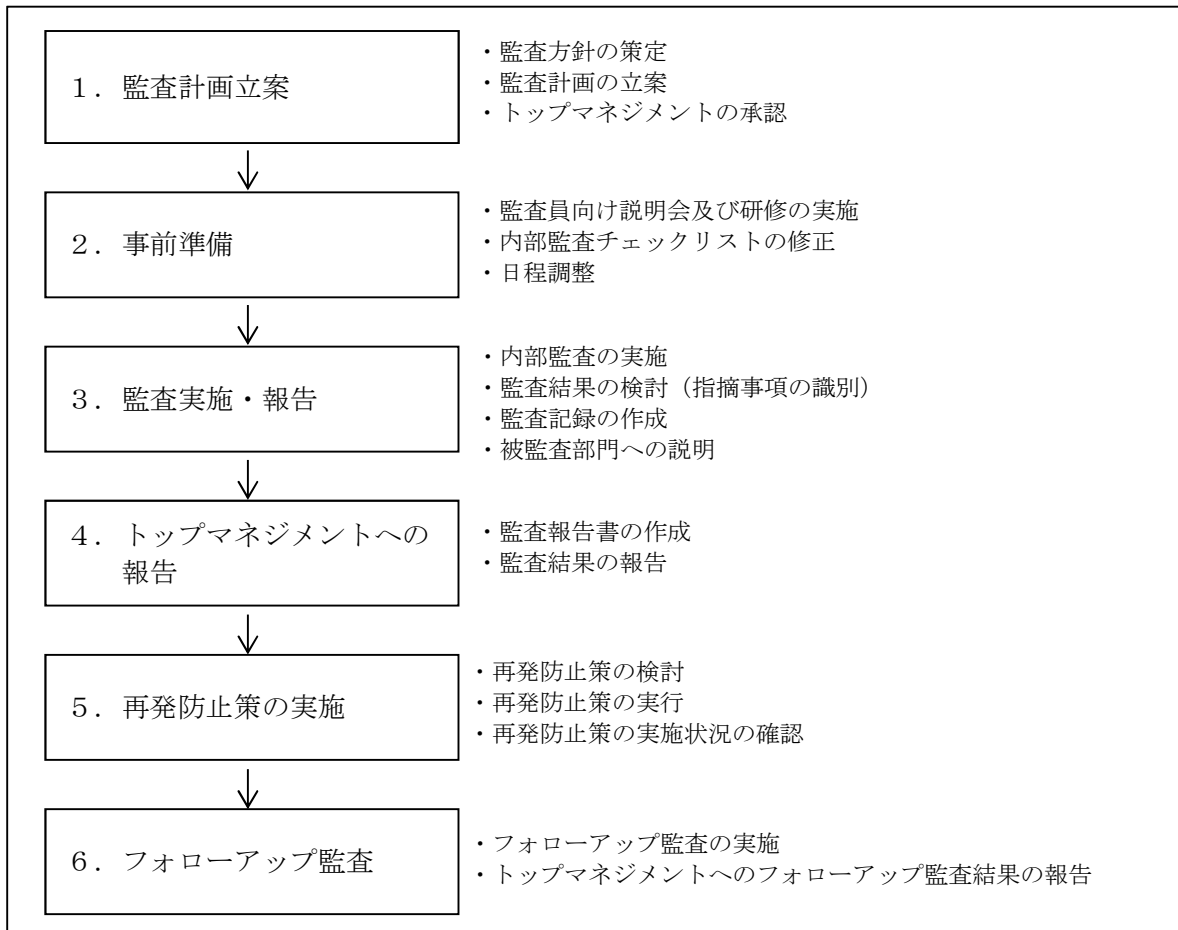 1．監査計画立案
・監査方針の策定
・監査計画の立案
・トップマネジメントの承認
2．事前準備
・監査員向け説明会及び研修の実施
・内部監査チェックリストの修正
・日程調整
3．監査実施・報告
・内部監査の実施
・監査結果の検討（指摘事項の識別）
・監査記録の作成
・被監査部門への説明
4．トップマネジメントへの
報告
・監査報告書の作成
・監査結果の報告
5．再発防止策の実施
・再発防止策の検討
・再発防止策の実行
・再発防止策の実施状況の確認
6．フォローアップ監査
・フォローアップ監査の実施
・トップマネジメントへのフォローアップ監査結果の報告